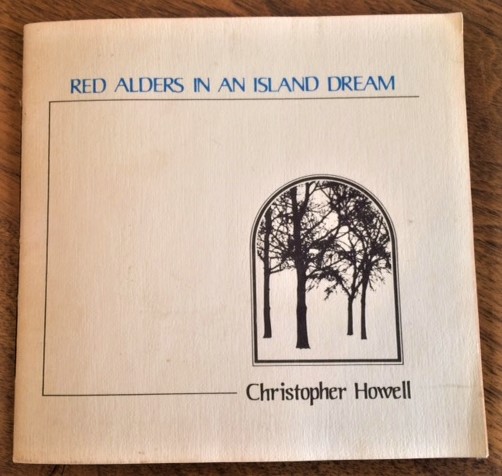 RED ALDERS IN AN ISLAND DREAM
Christopher Howell